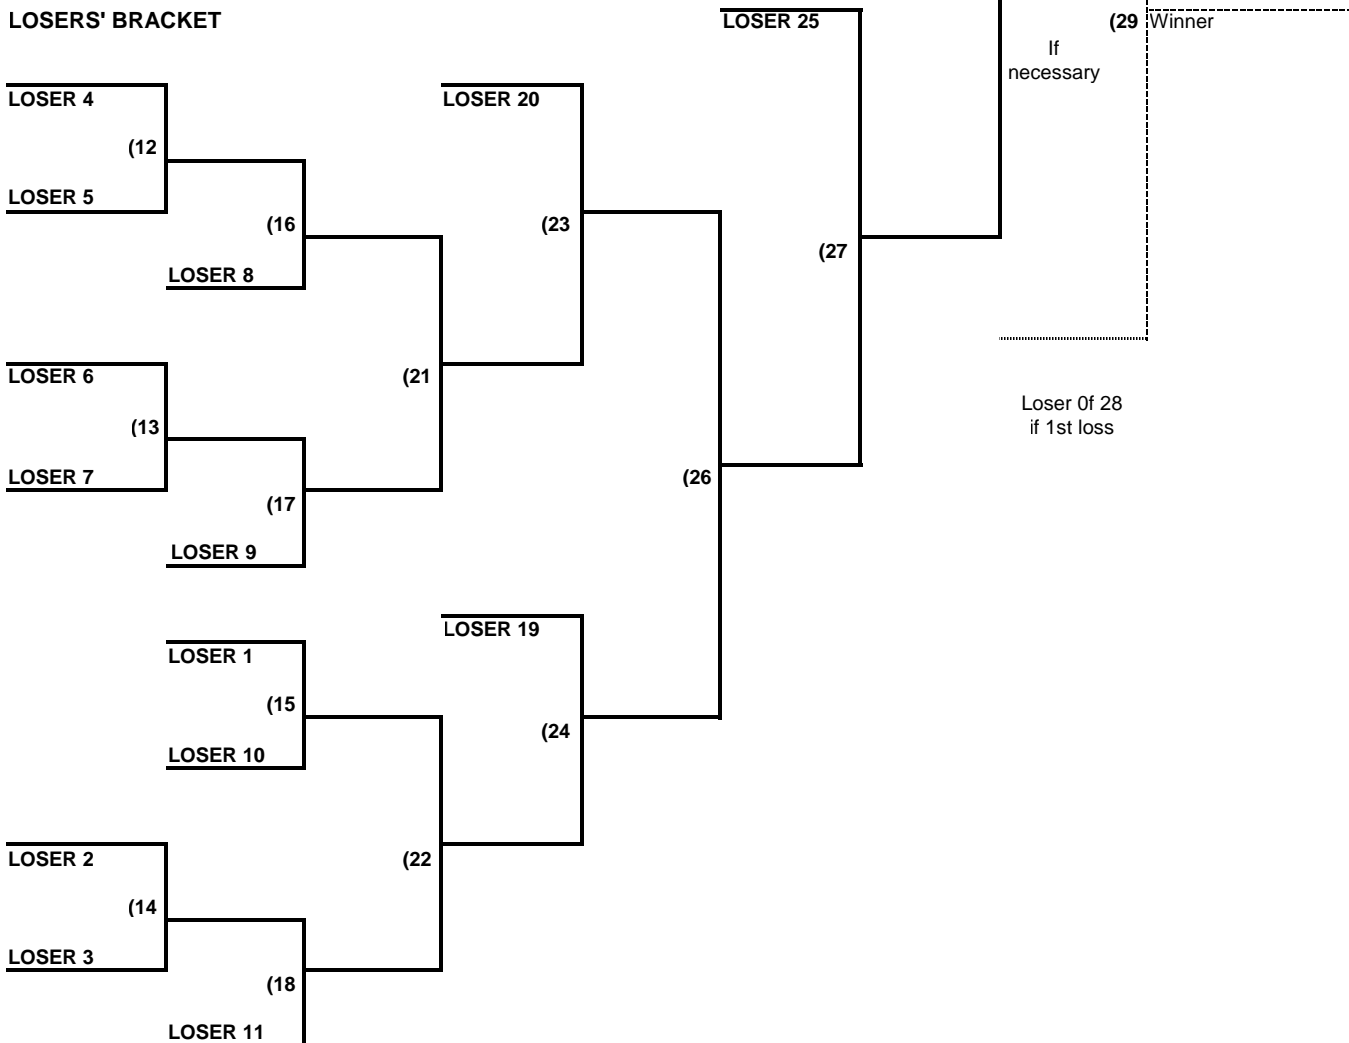 LOSERS' BRACKET
LOSER 25
(29 Winner
If
necessary
LOSER 4
LOSER 20
(12
LOSER 5
(16
(23
(27
LOSER 8
LOSER 6
(21
Loser 0f 28
if 1st loss
(13
LOSER 7
(26
(17
LOSER 9
LOSER 19
LOSER 1
(15
(24
LOSER 10
LOSER 2
(22
(14
LOSER 3
(18
LOSER 11